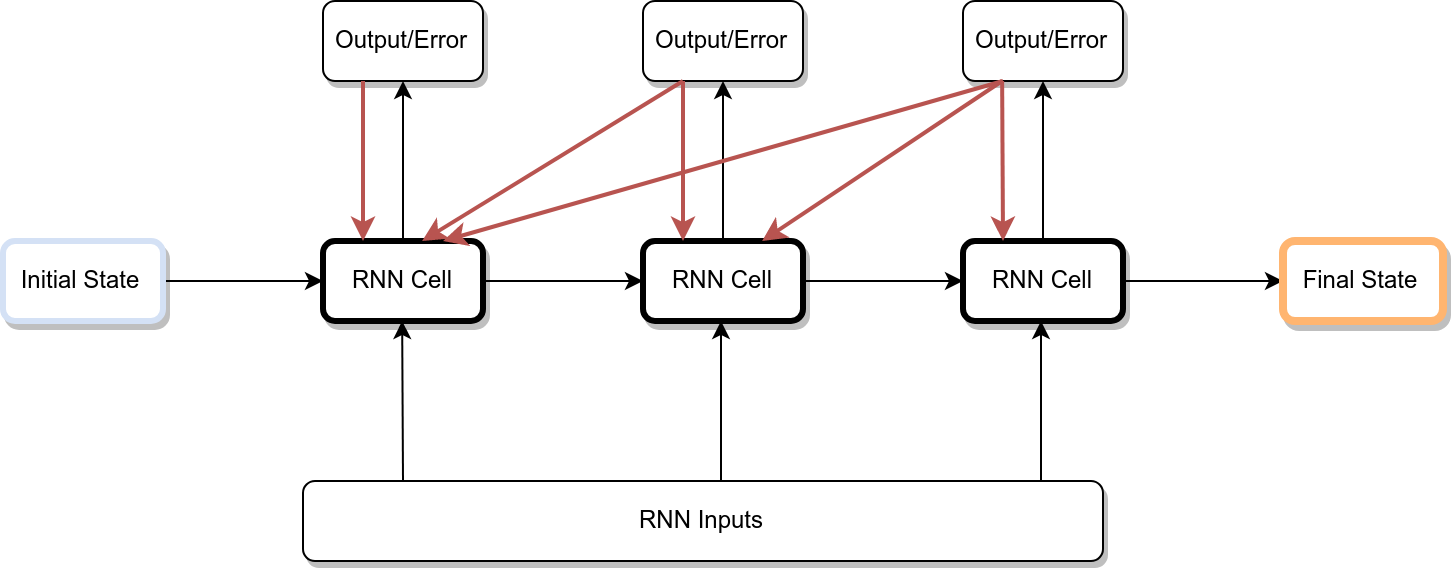 Output/Error
Output/Error
Output/Error
Initial State
RNN Cell
RNN Cell
RNN Cell
Final State
RNN Inputs